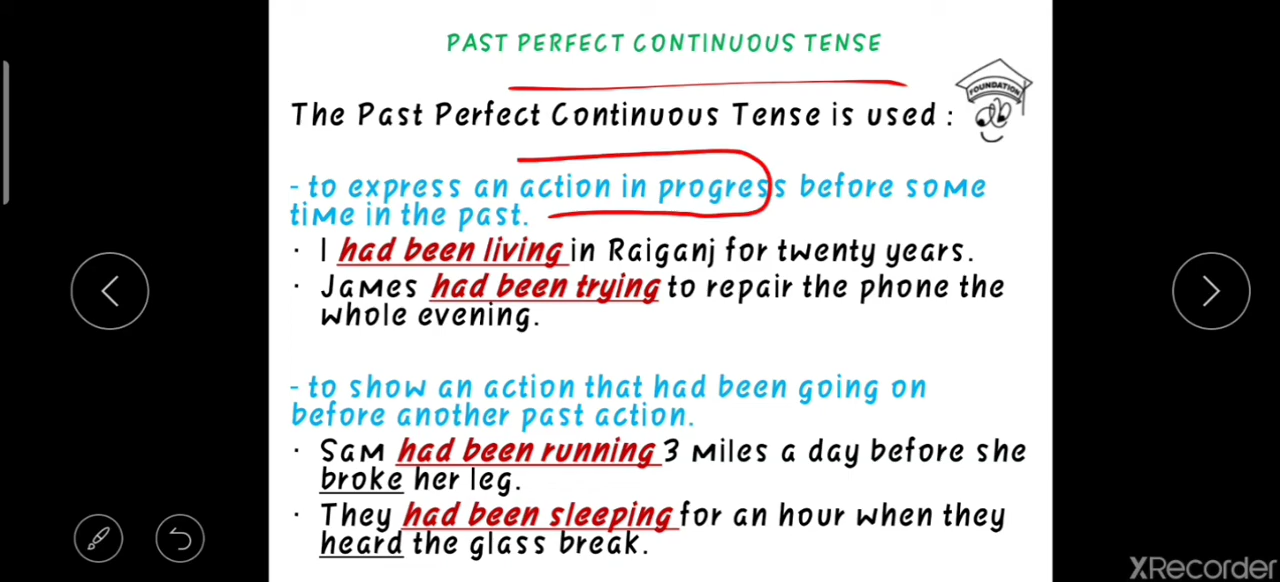 PAST PERFECT CONTINUOUS TENSE
FOUNDATION
The Past Perfect Continuous Tense is used :
- to express an action in progress before some
time in the past.
· I had been living in Raiganj for twenty years.
· James had been trying to repair the phone the
whole evening.
- to show an action that had been going on
before another past action.
· Sam had been running 3 miles a day before she
broke her leg.
· They had been sleeping for an hour when they
heard the glass break.
XRecorder